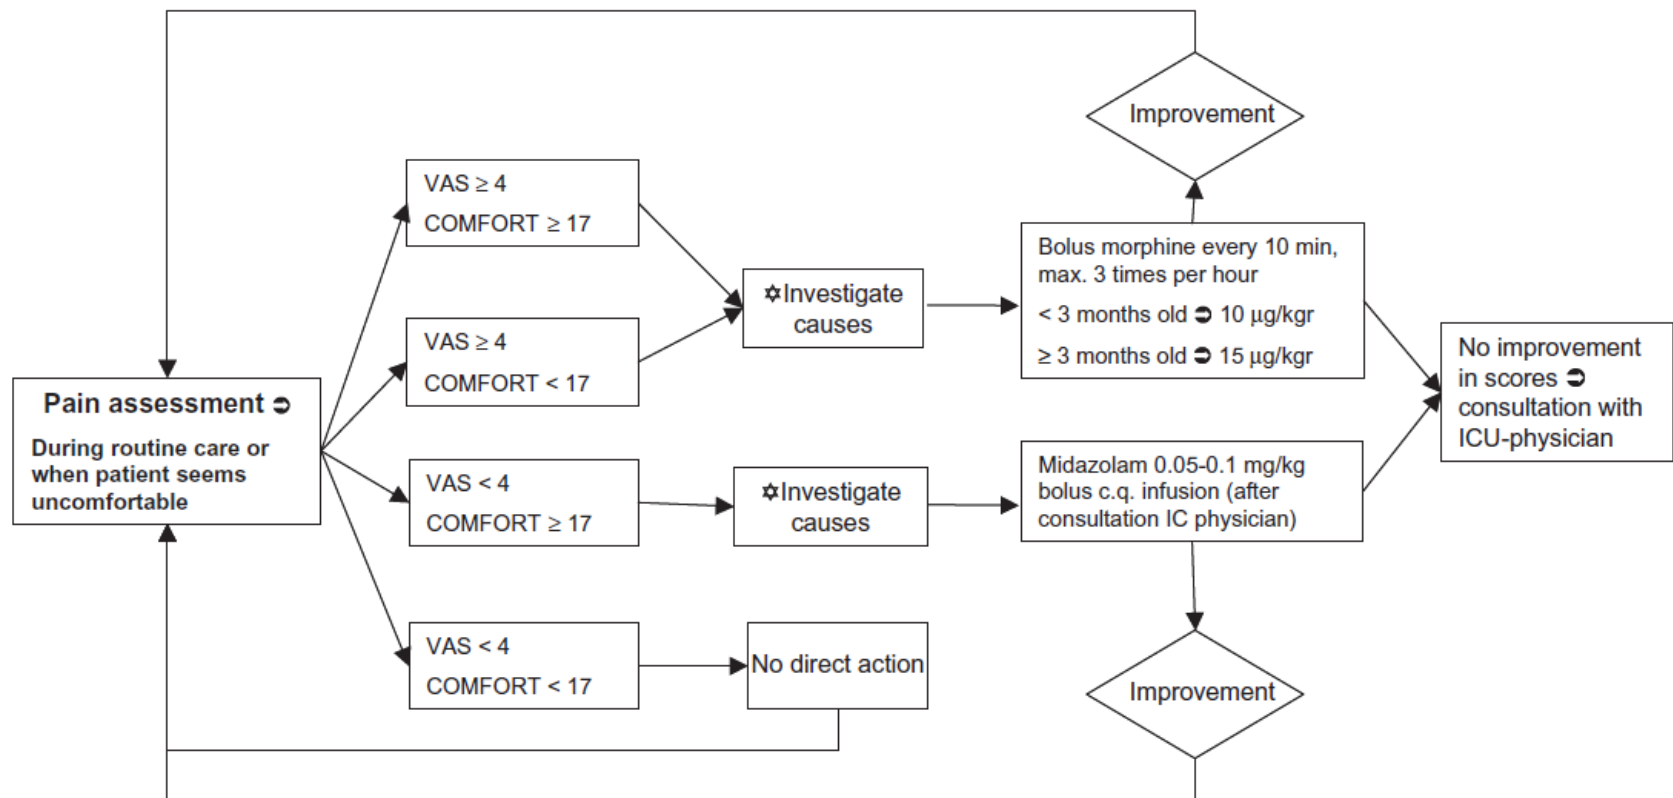 Improvement
VAS ≥ 4
COMFORT ≥ 17
Bolus morphine every 10 min,
max. 3 times per hour
< 3 months old ➲ 10 μg/kgr
≥ 3 months old ➲ 15 μg/kgr
✡Investigate
causes
VAS ≥ 4
COMFORT < 17
No improvement
in scores ➲
consultation with
ICU-physician
Pain assessment ➲
During routine care or
when patient seems
uncomfortable
VAS < 4
COMFORT ≥ 17
✡Investigate
causes
Midazolam 0.05-0.1 mg/kg
bolus c.q. infusion (after
consultation IC physician)
VAS < 4
COMFORT < 17
No direct action
Improvement